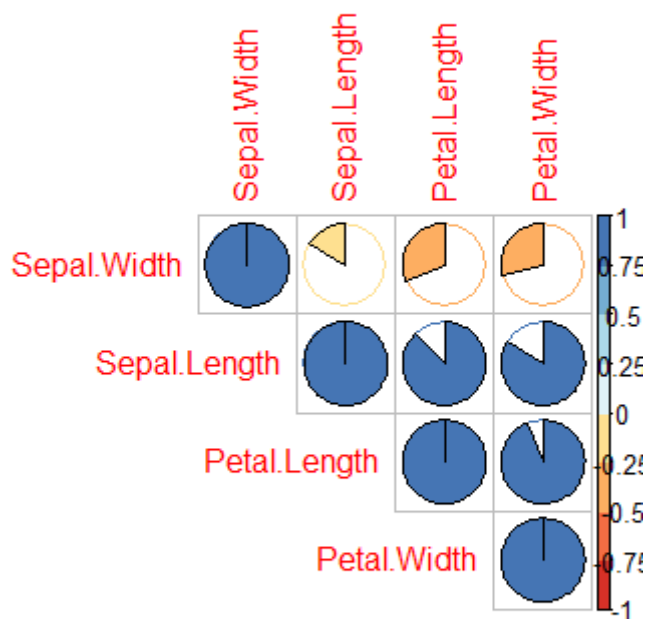 Sepal.Width
Sepal.Length
Petal.Length
Petal.Width
Sepal.Width
Sepal.Length
Petal.Length
Petal.Width
1
0.75
0.5
0.25
0
-0.25
-0.5
-0.75
-1